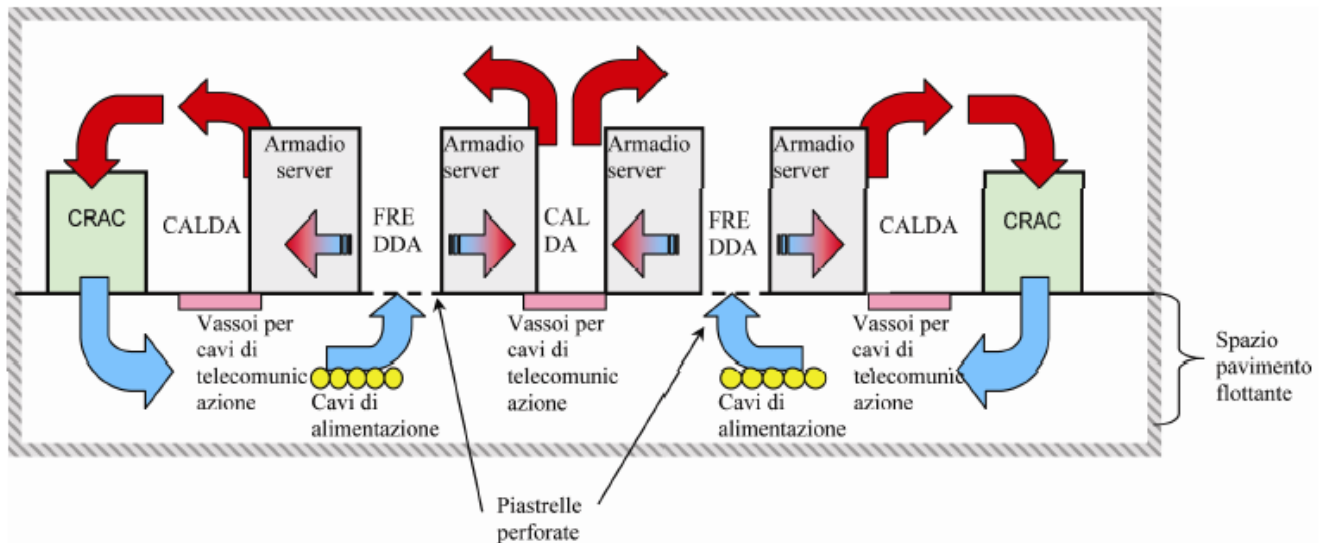 Armadio
server
Armadio
server
Armadio
server
Armadio
server
CRAC
CALDA
FRE
DDA
CAL
DA
FRE
DDA
CALDA
CRAC
Vassoi per
cavi di
telecomunic
azione
Cavi di
alimentazione
Vassoi per
cavi di
telecomunic
azione
Cavi di
alimentazione
Vassoi per
cavi di
telecomunic
azione
Spazio
pavimento
flottante
Piastrelle
perforate